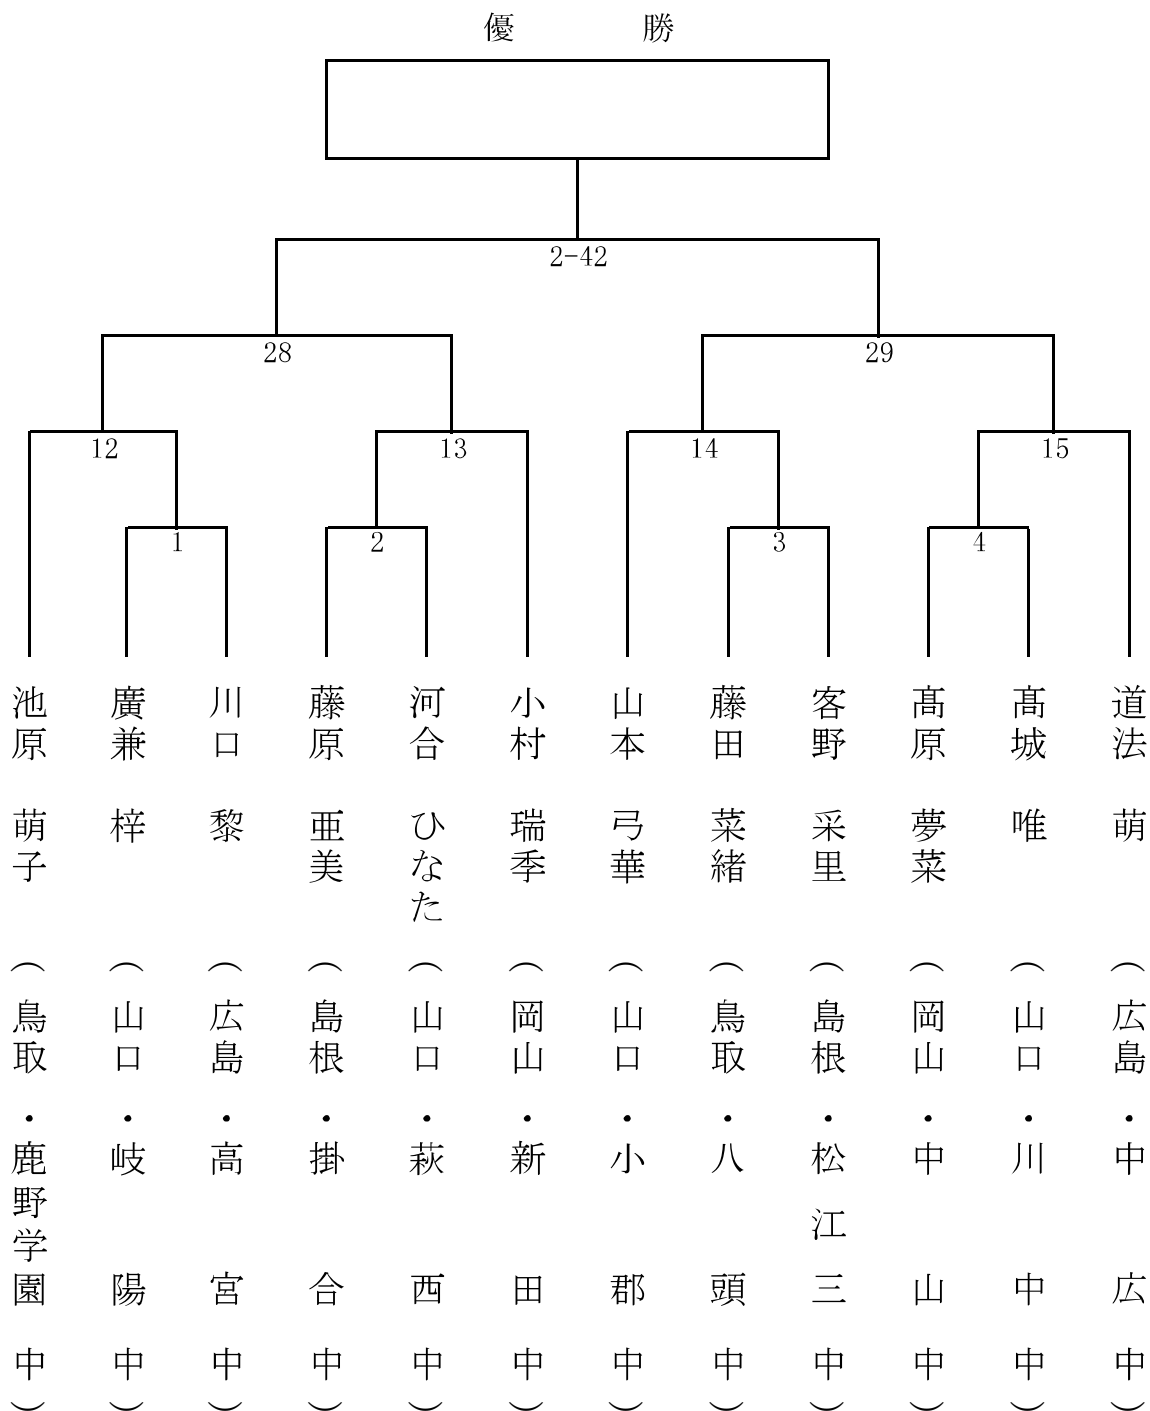 優 勝
2-42
28
29
12
13
14
15
1
2
3
4
池原 萌子 (鳥取・鹿野学園中)
廣兼 梓 (山口・岐陽中)
川口 黎 (広島・高宮中)
藤原 亜美 (島根・掛合中)
河合 ひなた (山口・萩西中)
小村 瑞季 (岡山・新田中)
山本 弓華 (山口・小郡中)
藤田 菜緒 (鳥取・八頭中)
客野 采里 (島根・松江三中)
髙原 夢菜 (岡山・中山中)
髙城 唯 (山口・川中中)
道法 萌 (広島・中広中)